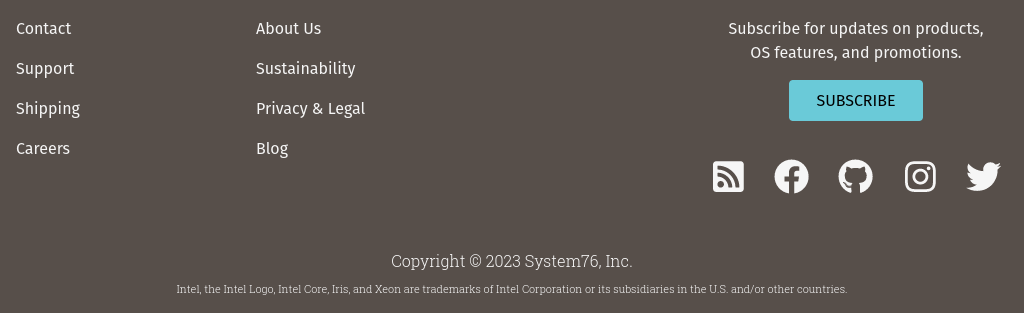 Contact
Support
Shipping
Careers
About Us
Sustainability
Privacy & Legal
Blog
Subscribe for updates on products,
OS features, and promotions.
SUBSCRIBE
Copyright © 2023 System76, Inc.
Intel, the Intel Logo, Intel Core, Iris, and Xeon are trademarks of Intel Corporation or its subsidiaries in the U.S. and/or other countries.